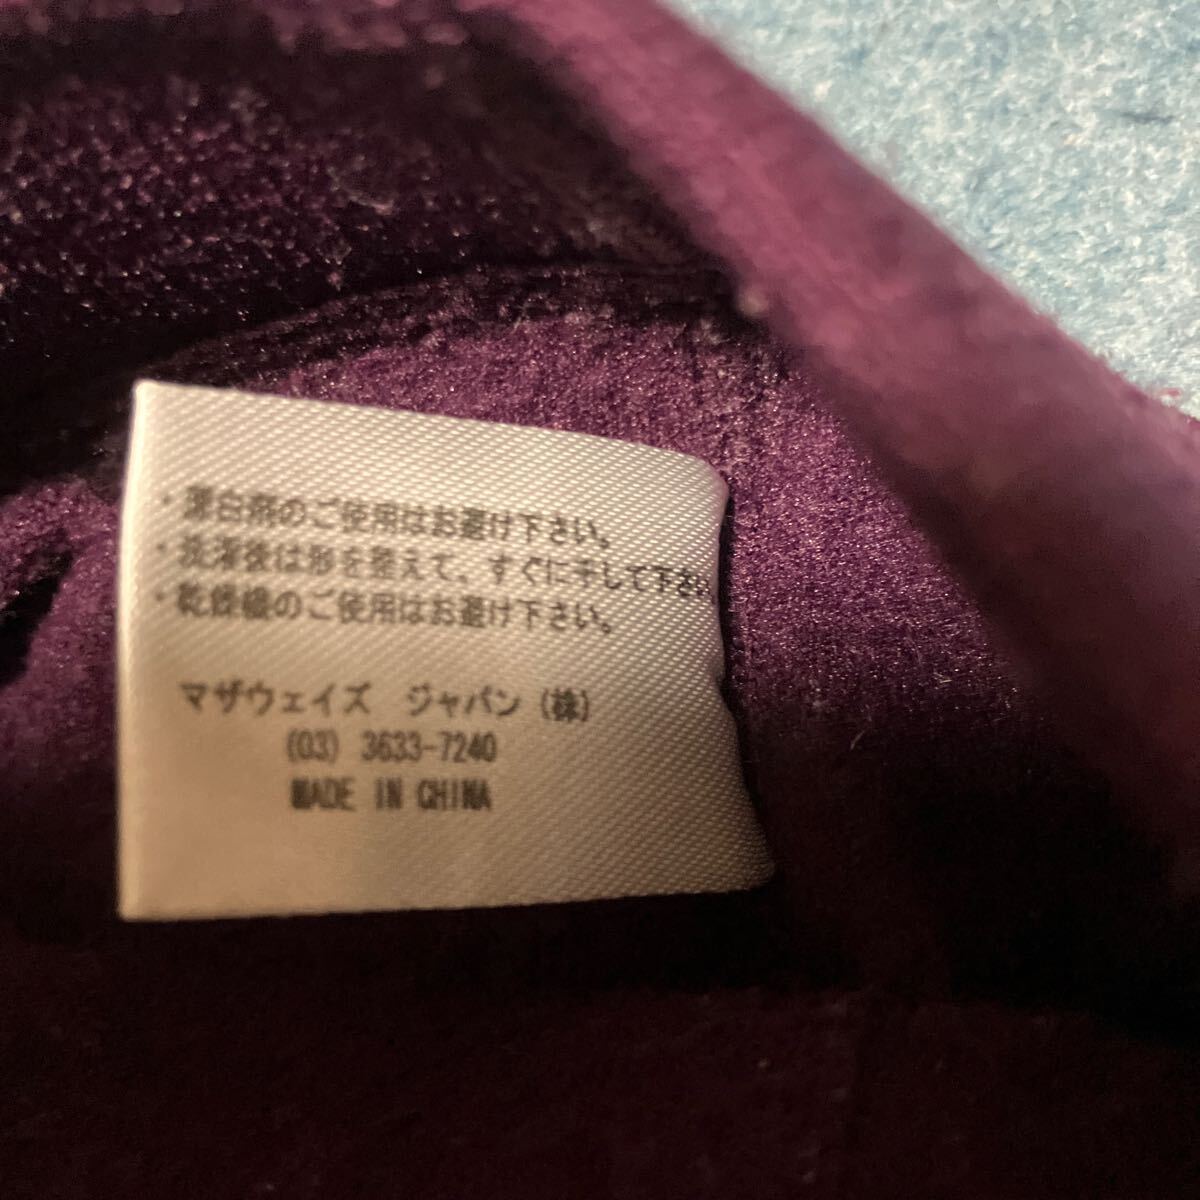 ・漂白剤のご使用はお避け下さい。
・洗濯後は形を整えて、すぐに干して下さい
・乾燥機のご使用はお避け下さい。
マザウェイズ ジャパン (株)
(03) 3633-7240
MADE IN CHINA